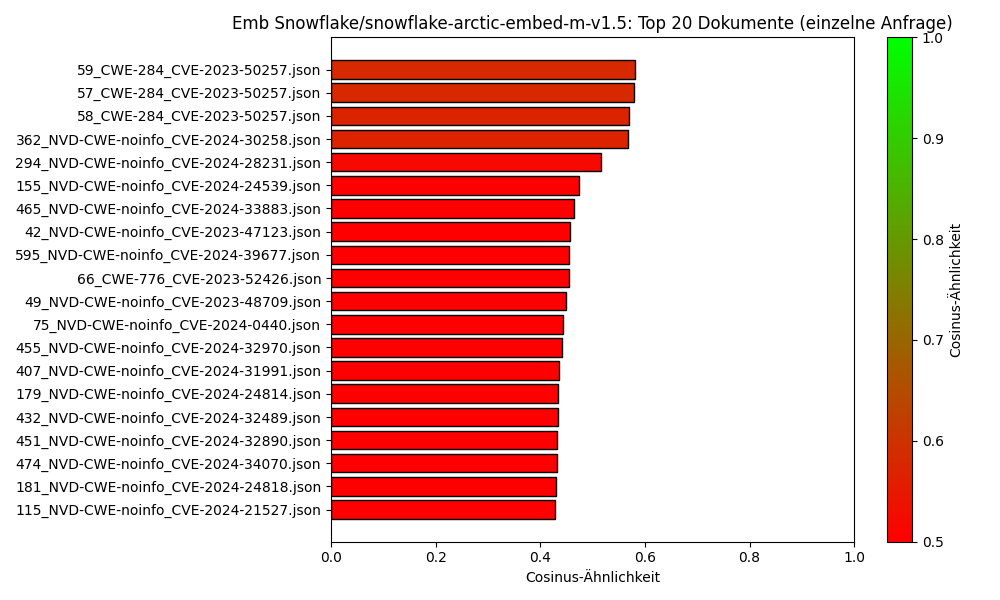 Emb Snowflake/snowflake-arctic-embed-m-v1.5: Top 20 Dokumente (einzelne Anfrage)
59_CWE-284_CVE-2023-50257.json
57_CWE-284_CVE-2023-50257.json
58_CWE-284_CVE-2023-50257.json
362_NVD-CWE-noinfo_CVE-2024-30258.json
294_NVD-CWE-noinfo_CVE-2024-28231.json
155_NVD-CWE-noinfo_CVE-2024-24539.json
465_NVD-CWE-noinfo_CVE-2024-33883.json
42_NVD-CWE-noinfo_CVE-2023-47123.json
595_NVD-CWE-noinfo_CVE-2024-39677.json
66_CWE-776_CVE-2023-52426.json
49_NVD-CWE-noinfo_CVE-2023-48709.json
75_NVD-CWE-noinfo_CVE-2024-0440.json
455_NVD-CWE-noinfo_CVE-2024-32970.json
407_NVD-CWE-noinfo_CVE-2024-31991.json
179_NVD-CWE-noinfo_CVE-2024-24814.json
432_NVD-CWE-noinfo_CVE-2024-32489.json
451_NVD-CWE-noinfo_CVE-2024-32890.json
474_NVD-CWE-noinfo_CVE-2024-34070.json
181_NVD-CWE-noinfo_CVE-2024-24818.json
115_NVD-CWE-noinfo_CVE-2024-21527.json
0.0 0.2 0.4 0.6 0.8 1.0
Cosinus-Ähnlichkeit
1.0
0.9
0.8
0.7
0.6
0.5
Cosinus-Ähnlichkeit